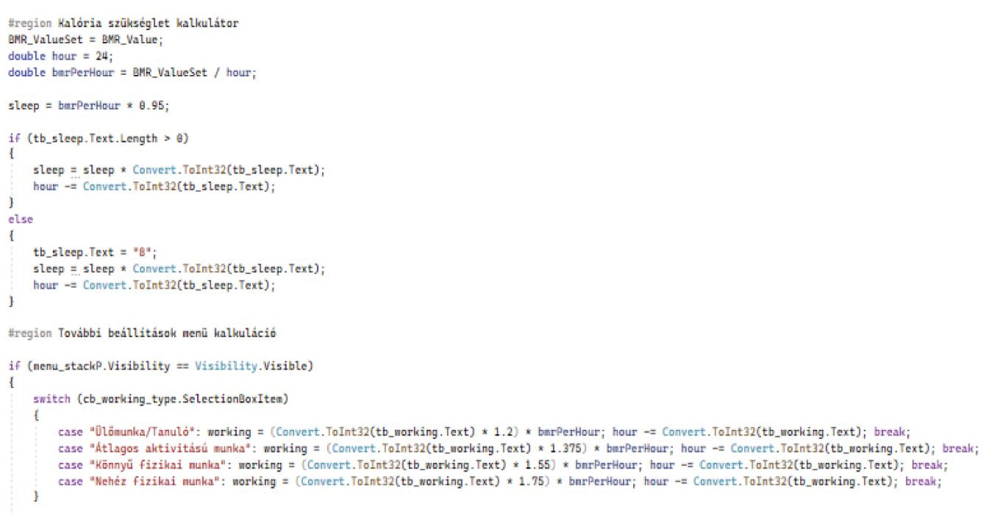 #region Kalória szükséglet kalkulátor
BMR_ValueSet = BMR_Value;
double hour = 24;
double bmrPerHour = BMR_ValueSet / hour;
sleep = bmrPerHour * 0.95;
if (tb_sleep.Text.Length > 0)
{
    sleep = sleep * Convert.ToInt32(tb_sleep.Text);
    hour -= Convert.ToInt32(tb_sleep.Text);
}
else
{
    tb_sleep.Text = "8";
    sleep = sleep * Convert.ToInt32(tb_sleep.Text);
    hour -= Convert.ToInt32(tb_sleep.Text);
}
#region További beállítások menü kalkuláció
if (menu_stackP.Visibility == Visibility.Visible)
{
    switch (cb_working_type.SelectionBoxItem)
    {
        case "Ülőmunka/Tanuló": working = (Convert.ToInt32(tb_working.Text) * 1.2) * bmrPerHour; hour -= Convert.ToInt32(tb_working.Text); break;
        case "Átlagos aktivitású munka": working = (Convert.ToInt32(tb_working.Text) * 1.375) * bmrPerHour; hour -= Convert.ToInt32(tb_working.Text); break;
        case "Könnyű fizikai munka": working = (Convert.ToInt32(tb_working.Text) * 1.55) * bmrPerHour; hour -= Convert.ToInt32(tb_working.Text); break;
        case "Nehéz fizikai munka": working = (Convert.ToInt32(tb_working.Text) * 1.75) * bmrPerHour; hour -= Convert.ToInt32(tb_working.Text); break;
    }